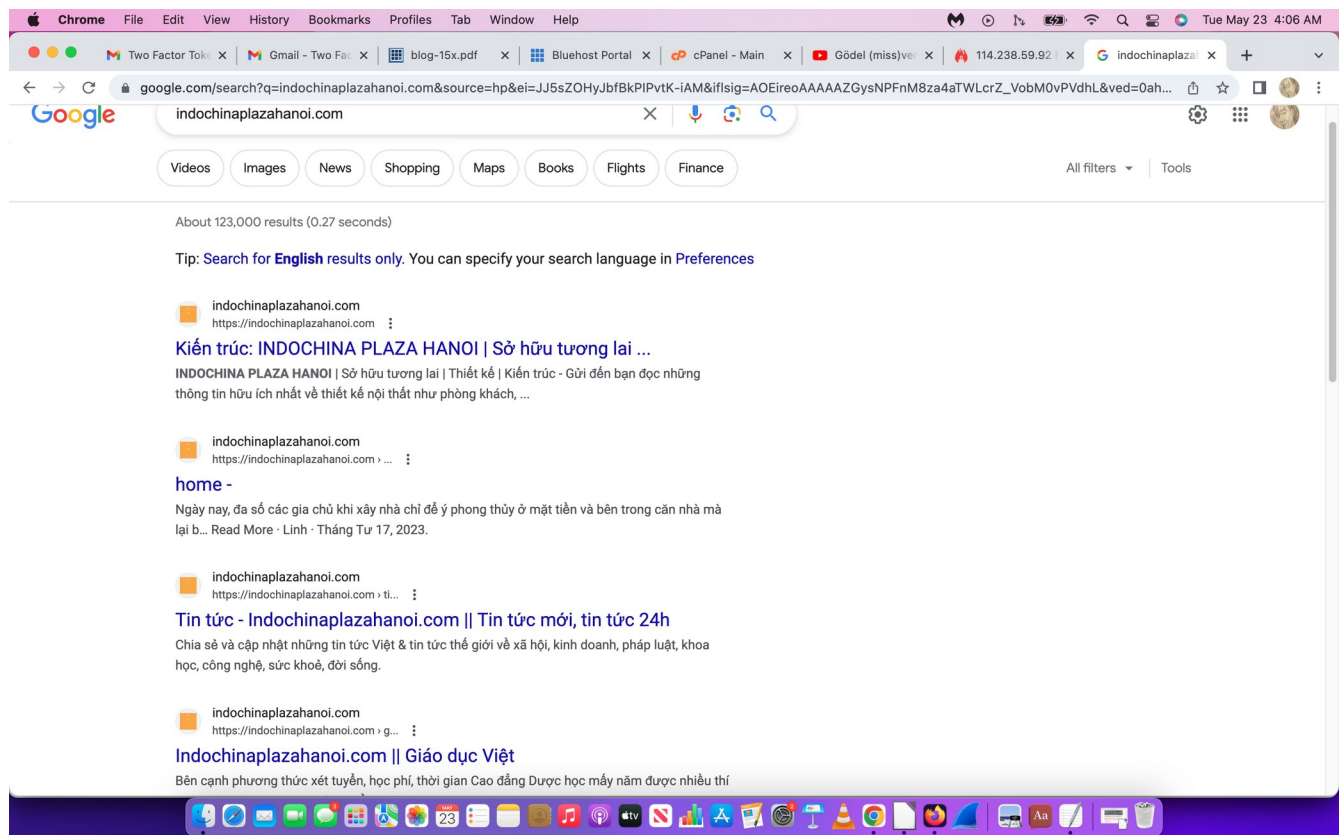 Chrome File Edit View History Bookmarks Profiles Tab Window Help Tue May 23 4:06 AM
Two Factor Toke Gmail - Two Fac blog-15x.pdf Bluehost Portal cPanel - Main Gödel (miss)ver 114.238.59.92 indochinaplaza
google.com/search?q=indochinaplazahanoi.com&source=hp&ei=JJ5sZOHyJbfBkPIPvtK-iAM&iflsig=AOEireoAAAAAZGysNPFnM8za4aTWLcrZ_VobM0vPVdhL&ved=0ah...
Google indochinaplazahanoi.com
Videos Images News Shopping Maps Books Flights Finance All filters Tools
About 123,000 results (0.27 seconds)
Tip: Search for English results only. You can specify your search language in Preferences
indochinaplazahanoi.com
https://indochinaplazahanoi.com
Kiến trúc: INDOCHINA PLAZA HANOI | Sở hữu tương lai ...
INDOCHINA PLAZA HANOI | Sở hữu tương lai | Thiết kế | Kiến trúc - Gửi đến bạn đọc những
thông tin hữu ích nhất về thiết kế nội thất như phòng khách, ...
indochinaplazahanoi.com
https://indochinaplazahanoi.com › ...
home -
Ngày nay, đa số các gia chủ khi xây nhà chỉ để ý phong thủy ở mặt tiền và bên trong căn nhà mà
lại b... Read More · Linh · Tháng Tư 17, 2023.
indochinaplazahanoi.com
https://indochinaplazahanoi.com › ti...
Tin tức - Indochinaplazahanoi.com || Tin tức mới, tin tức 24h
Chia sẻ và cập nhật những tin tức Việt & tin tức thế giới về xã hội, kinh doanh, pháp luật, khoa
học, công nghệ, sức khoẻ, đời sống.
indochinaplazahanoi.com
https://indochinaplazahanoi.com › g...
Indochinaplazahanoi.com || Giáo dục Việt
Bên cạnh phương thức xét tuyển, học phí, thời gian Cao đẳng Dược học mấy năm được nhiều thí
MAY
23 tv Aa